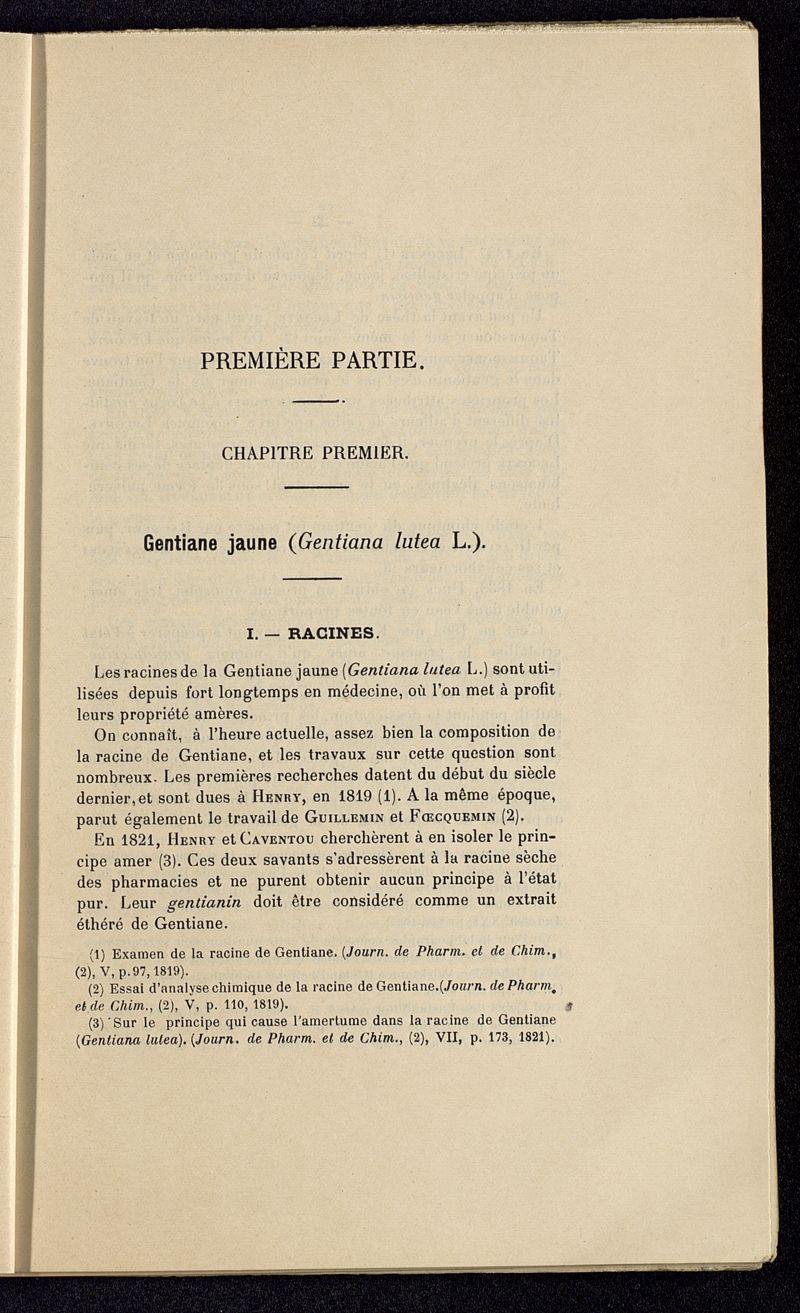 PREMIÈRE PARTIE.
CHAPITRE PREMIER.
Gentiane jaune (Gentiana lutea L.).
I. — RACINES.
Les racines de la Gentiane jaune (Gentiana lutea L.) sont uti-
lisées depuis fort longtemps en médecine, où l'on met à profit
leurs propriété amères.
On connaît, à l'heure actuelle, assez bien la composition de
la racine de Gentiane, et les travaux sur cette question sont
nombreux. Les premières recherches datent du début du siècle
dernier, et sont dues à HENRY, en 1819 (1). A la même époque,
parut également le travail de GUILLEMIN et FŒCQUEMIN (2).
En 1821, HENRY et CAVENTOU cherchèrent à en isoler le prin-
cipe amer (3). Ces deux savants s'adressèrent à la racine sèche
des pharmacies et ne purent obtenir aucun principe à l'état
pur. Leur gentianin doit être considéré comme un extrait
éthéré de Gentiane.
(1) Examen de la racine de Gentiane. (Journ. de Pharm. et de Chim.,
(2), V, p. 97, 1819).
(2) Essai d'analyse chimique de la racine de Gentiane. (Journ. de Pharm.
et de Chim., (2), V, p. 110, 1819).
(3) Sur le principe qui cause l'amertume dans la racine de Gentiane
(Gentiana lutea). (Journ. de Pharm. et de Chim., (2), VII, p. 173, 1821).